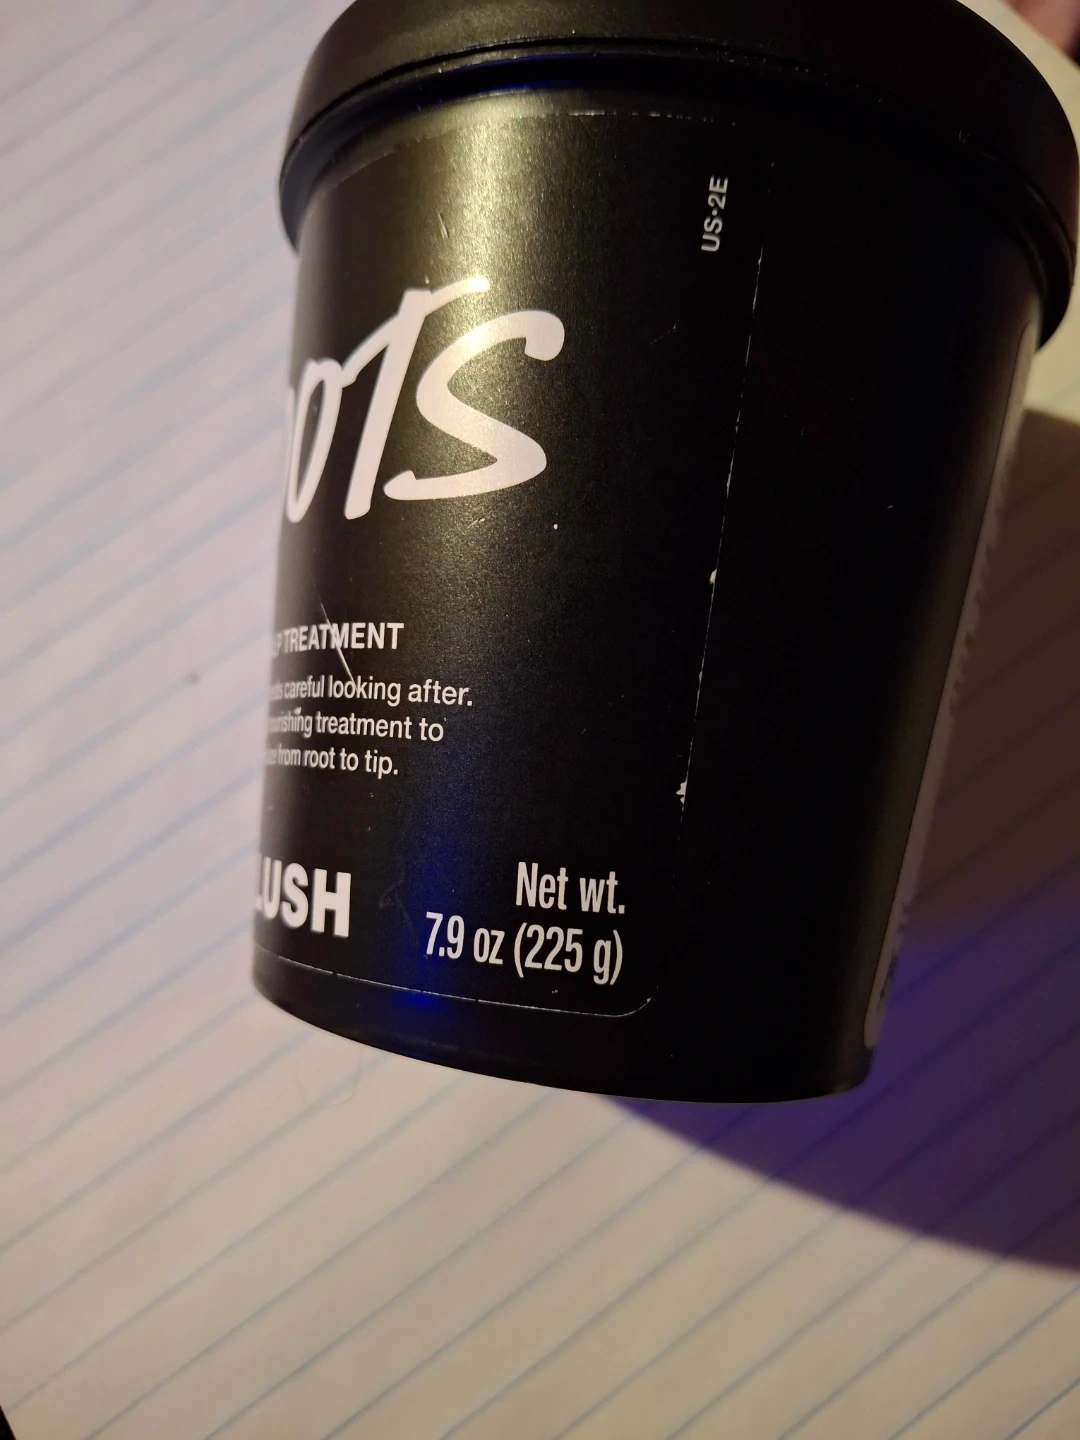 US·2E
OTS
TREATMENT
careful looking after.
treatment to
from root to tip.
LUSH
Net wt.
7.9 oz (225 g)